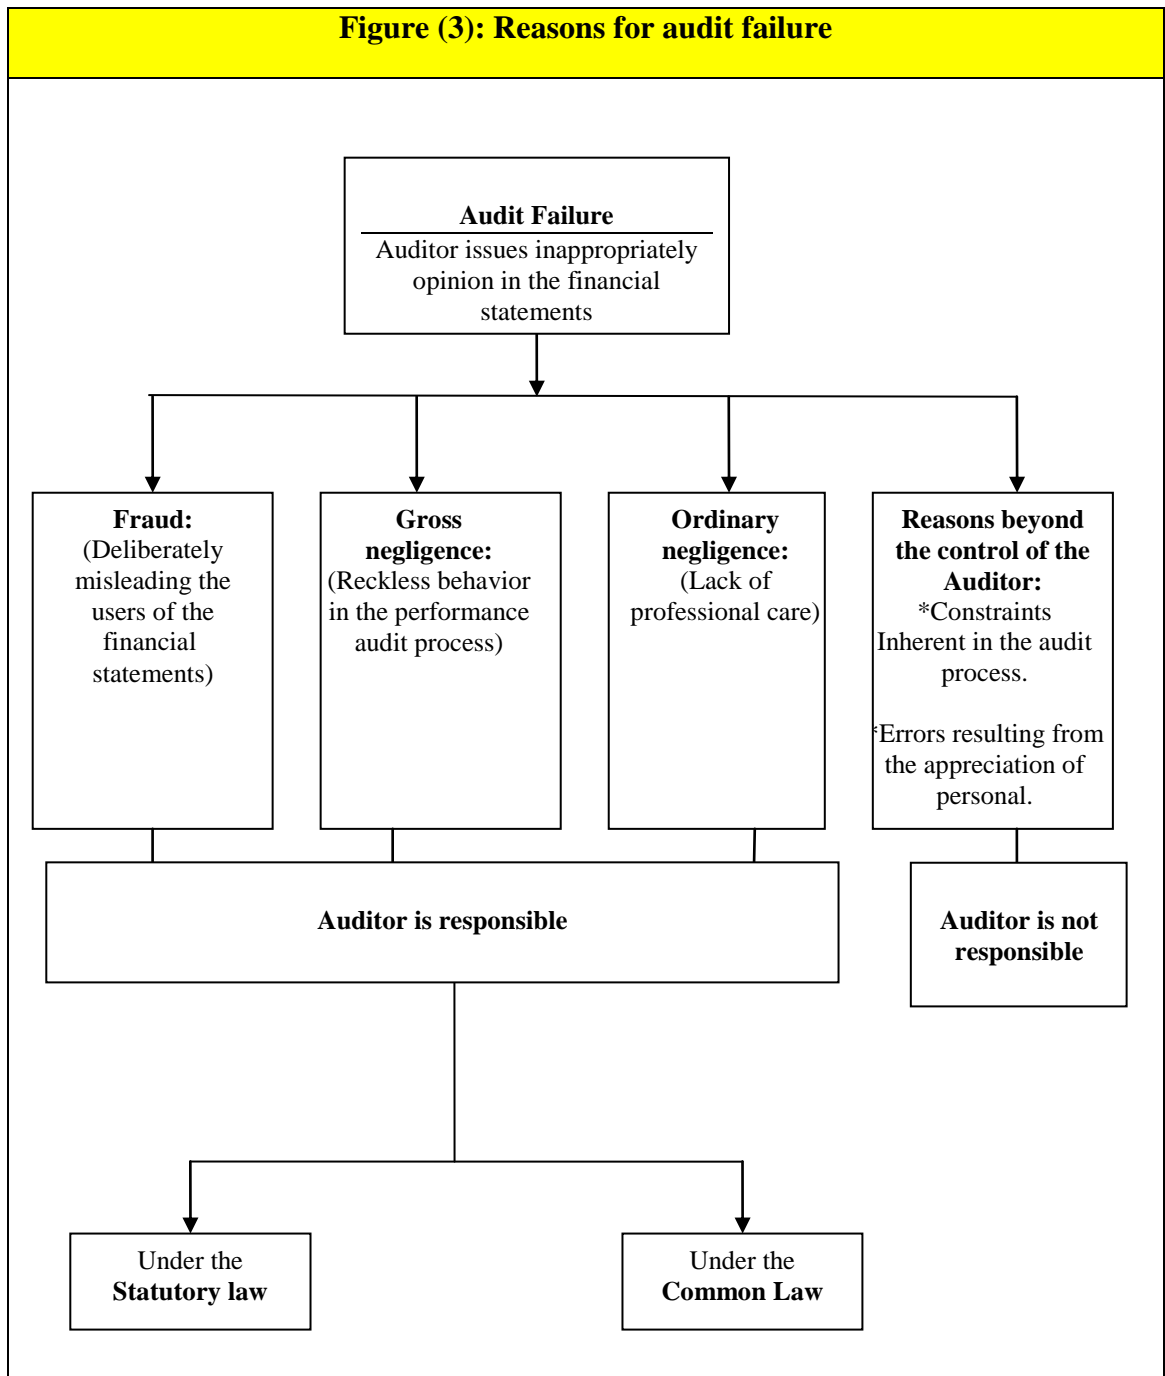 Figure (3): Reasons for audit failure
Audit Failure
Auditor issues inappropriately
opinion in the financial
statements
Fraud:
(Deliberately
misleading the
users of the
financial
statements)
Gross
negligence:
(Reckless behavior
in the performance
audit process)
Ordinary
negligence:
(Lack of
professional care)
Reasons beyond
the control of the
Auditor:
*Constraints
Inherent in the audit
process.
*Errors resulting from
the appreciation of
personal.
Auditor is responsible
Auditor is not
responsible
Under the
Statutory law
Under the
Common Law